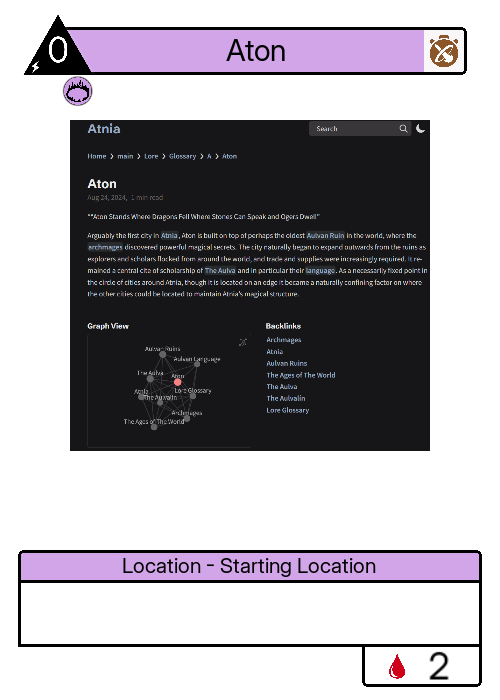 0
Aton
Atnia
Search
Home > main > Lore > Glossary > A > Aton
Aton
Aug 24, 2024, 1 min read
""Aton Stands Where Dragons Fell Where Stones Can Speak and Ogers Dwell"
Arguably the first city in Atnia, Aton is built on top of perhaps the oldest Aulvan Ruin in the world, where the
archmages discovered powerful magical secrets. The city naturally began to expand outwards from the ruins as
explorers and scholars flocked from around the world, and trade and supplies were increasingly required. It re-
mained a central cite of scholarship of The Aulva and in particular their language. As a necessarily fixed point in
the circle of cities around Atnia, though it is located on an edge it became a naturally confining factor on where
the other cities could be located to maintain Atnia's magical structure.
Graph View
Aulvan Ruins
Aulvan Language
The Aulva
Aton
Atnia
Lore Glossary
The Aulvalin
Archmages
The Ages of The World
Backlinks
Archmages
Atnia
Aulvan Ruins
The Ages of The World
The Aulva
The Aulvalin
Lore Glossary
Location - Starting Location
2